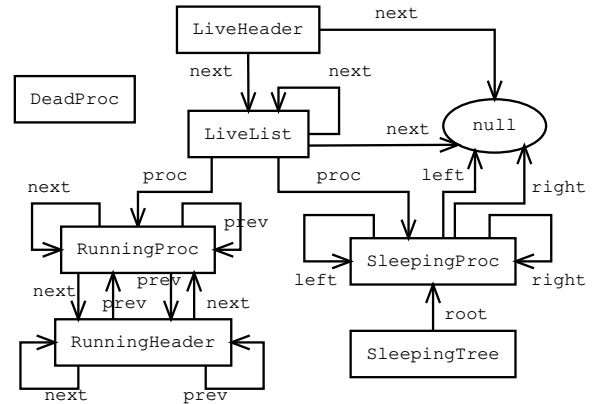 next
LiveHeader
next
next
DeadProc
null
next
LiveList
proc
proc
left
next
right
prev
RunningProc
SleepingProc
prev
left
right
next
prev
next
root
RunningHeader
SleepingTree
next
prev